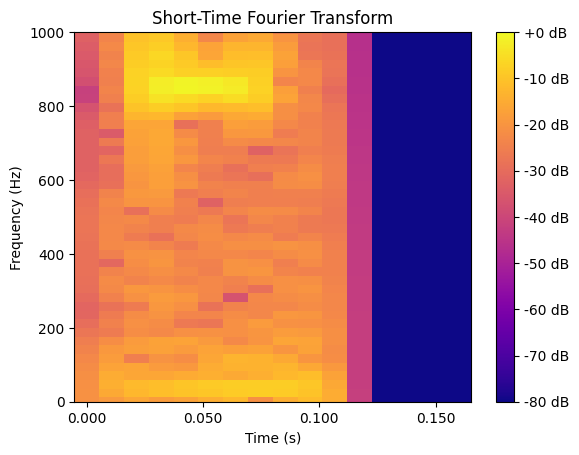 Short-Time Fourier Transform
1000
800
600
400
200
0
Frequency (Hz)
0.000
0.050
0.100
0.150
Time (s)
+0 dB
-10 dB
-20 dB
-30 dB
-40 dB
-50 dB
-60 dB
-70 dB
-80 dB